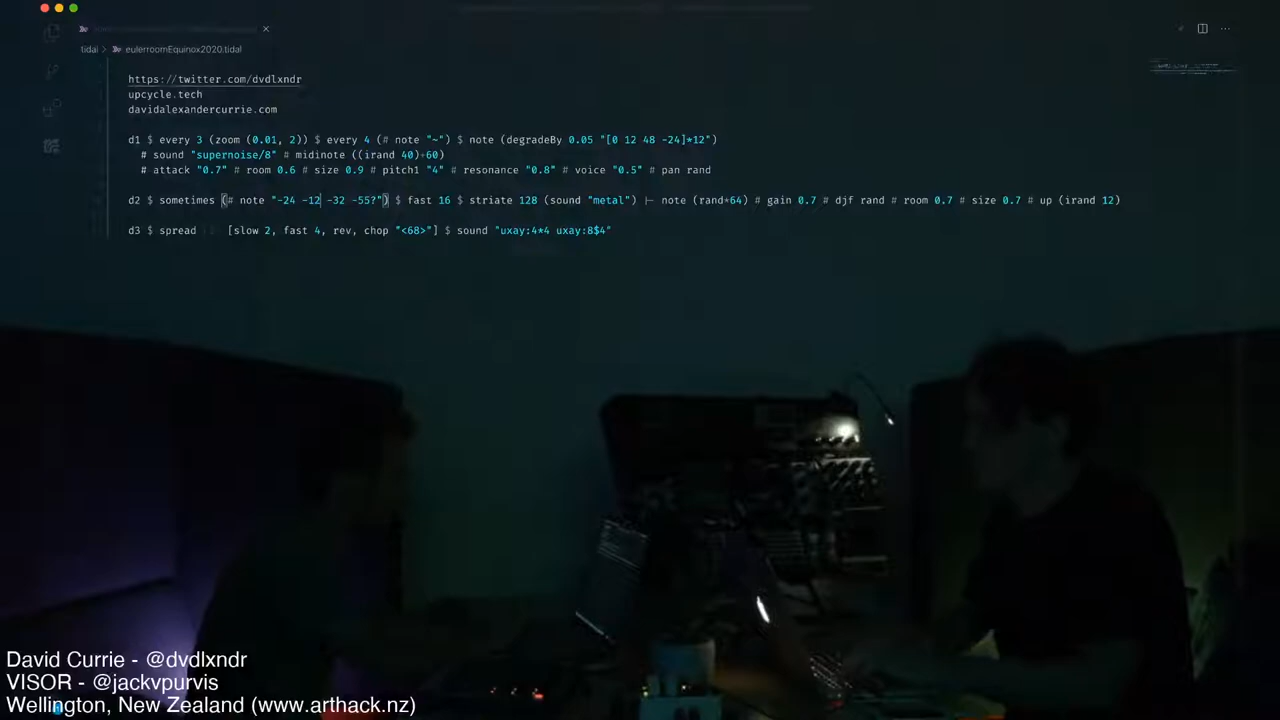 tidal > eulerroomEquinox2020.tidal
https://twitter.com/dvdlxndr
upcycle.tech
davidalexandercurrie.com
d1 $ every 3 (zoom (0.01, 2)) $ every 4 (# note "~") $ note (degradeBy 0.05 "[0 12 48 -24]*12")
# sound "supernoise/8" # midinote ((irand 40)+60)
# attack "0.7" # room 0.6 # size 0.9 # pitch1 "4" # resonance "0.8" # voice "0.5" # pan rand
d2 $ sometimes (# note "-24 -12 -32 -55?") $ fast 16 $ striate 128 (sound "metal") |- note (rand*64) # gain 0.7 # djf rand # room 0.7 # size 0.7 # up (irand 12)
d3 $ spread [slow 2, fast 4, rev, chop "<68>"] $ sound "uxay:4*4 uxay:8$4"
David Currie - @dvdlxndr
VISOR - @jackvpurvis
Wellington, New Zealand (www.arthack.nz)